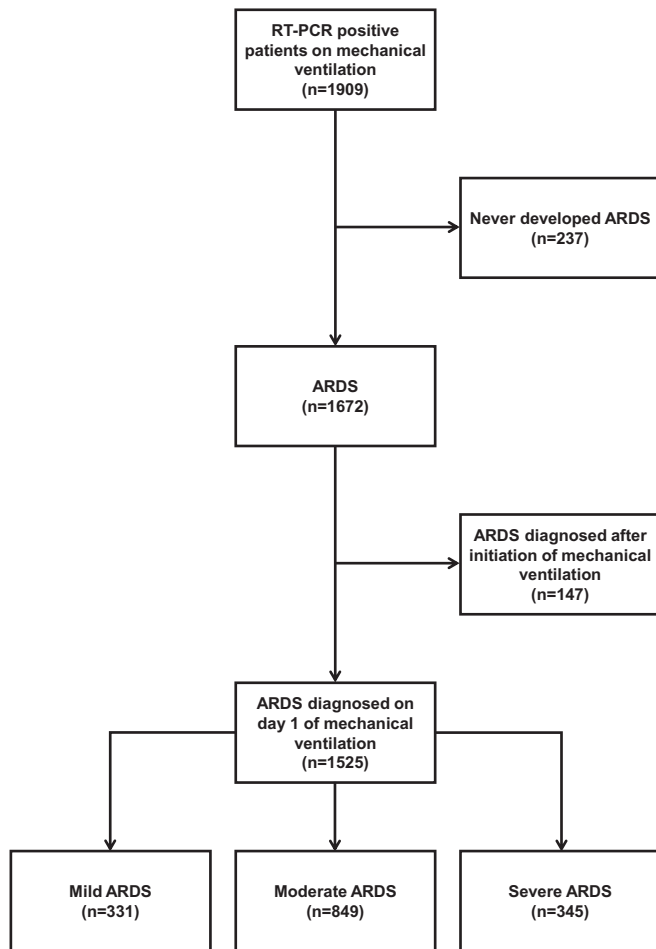 RT-PCR positive
patients on mechanical
ventilation
(n=1909)
Never developed ARDS
(n=237)
ARDS
(n=1672)
ARDS diagnosed after
initiation of mechanical
ventilation
(n=147)
ARDS diagnosed on
day 1 of mechanical
ventilation
(n=1525)
Mild ARDS
(n=331)
Moderate ARDS
(n=849)
Severe ARDS
(n=345)